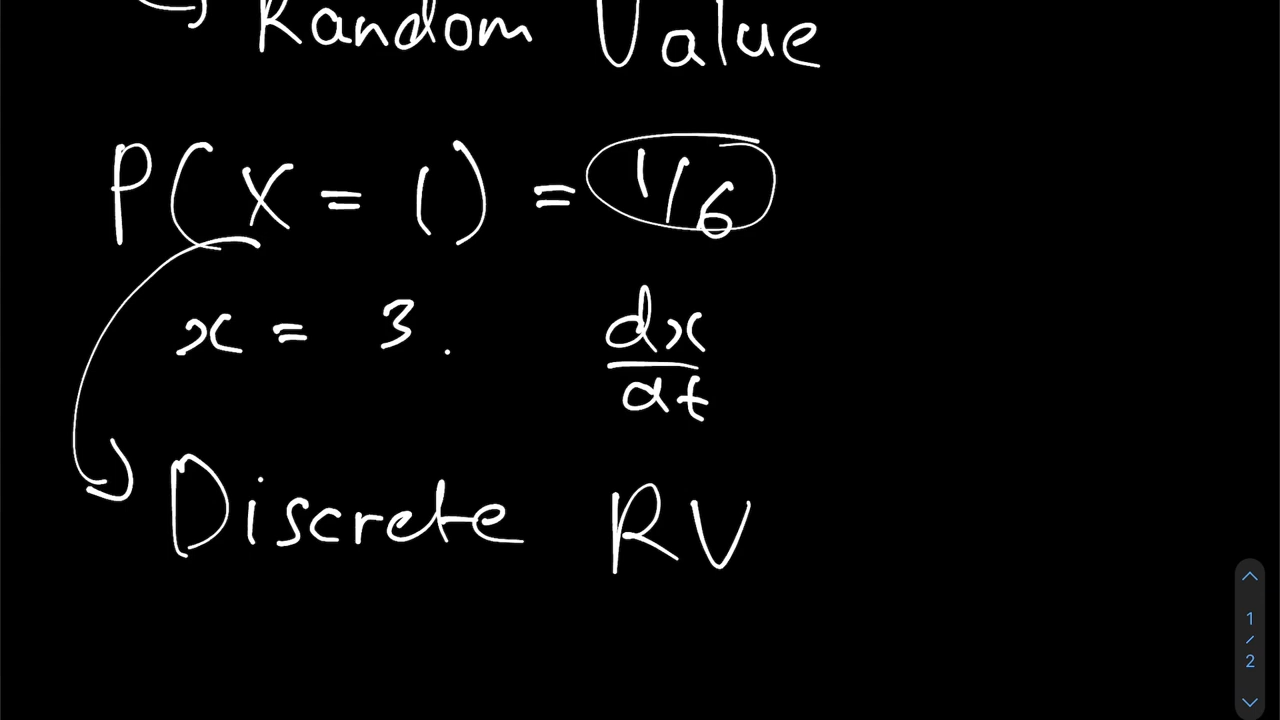 Random Value
P(X = 1) = 1/6
x = 3. dx/dt
Discrete RV
1
/
2